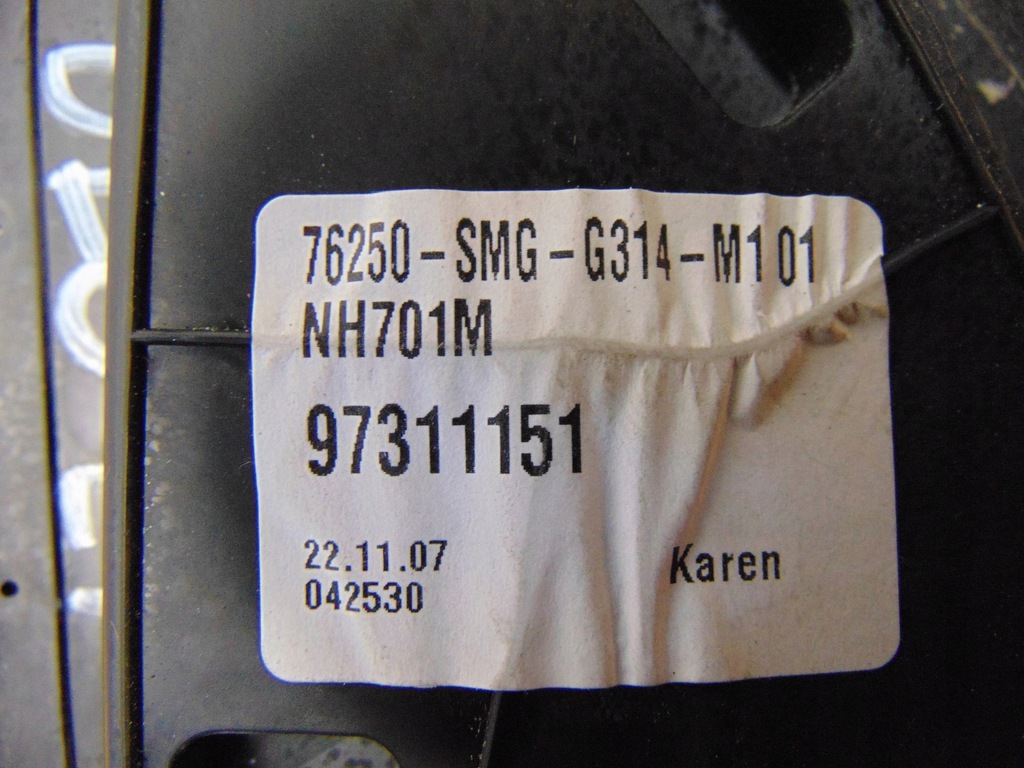 76250-SMG-G314-M1 01
NH701M
97311151
22.11.07
042530
Karen